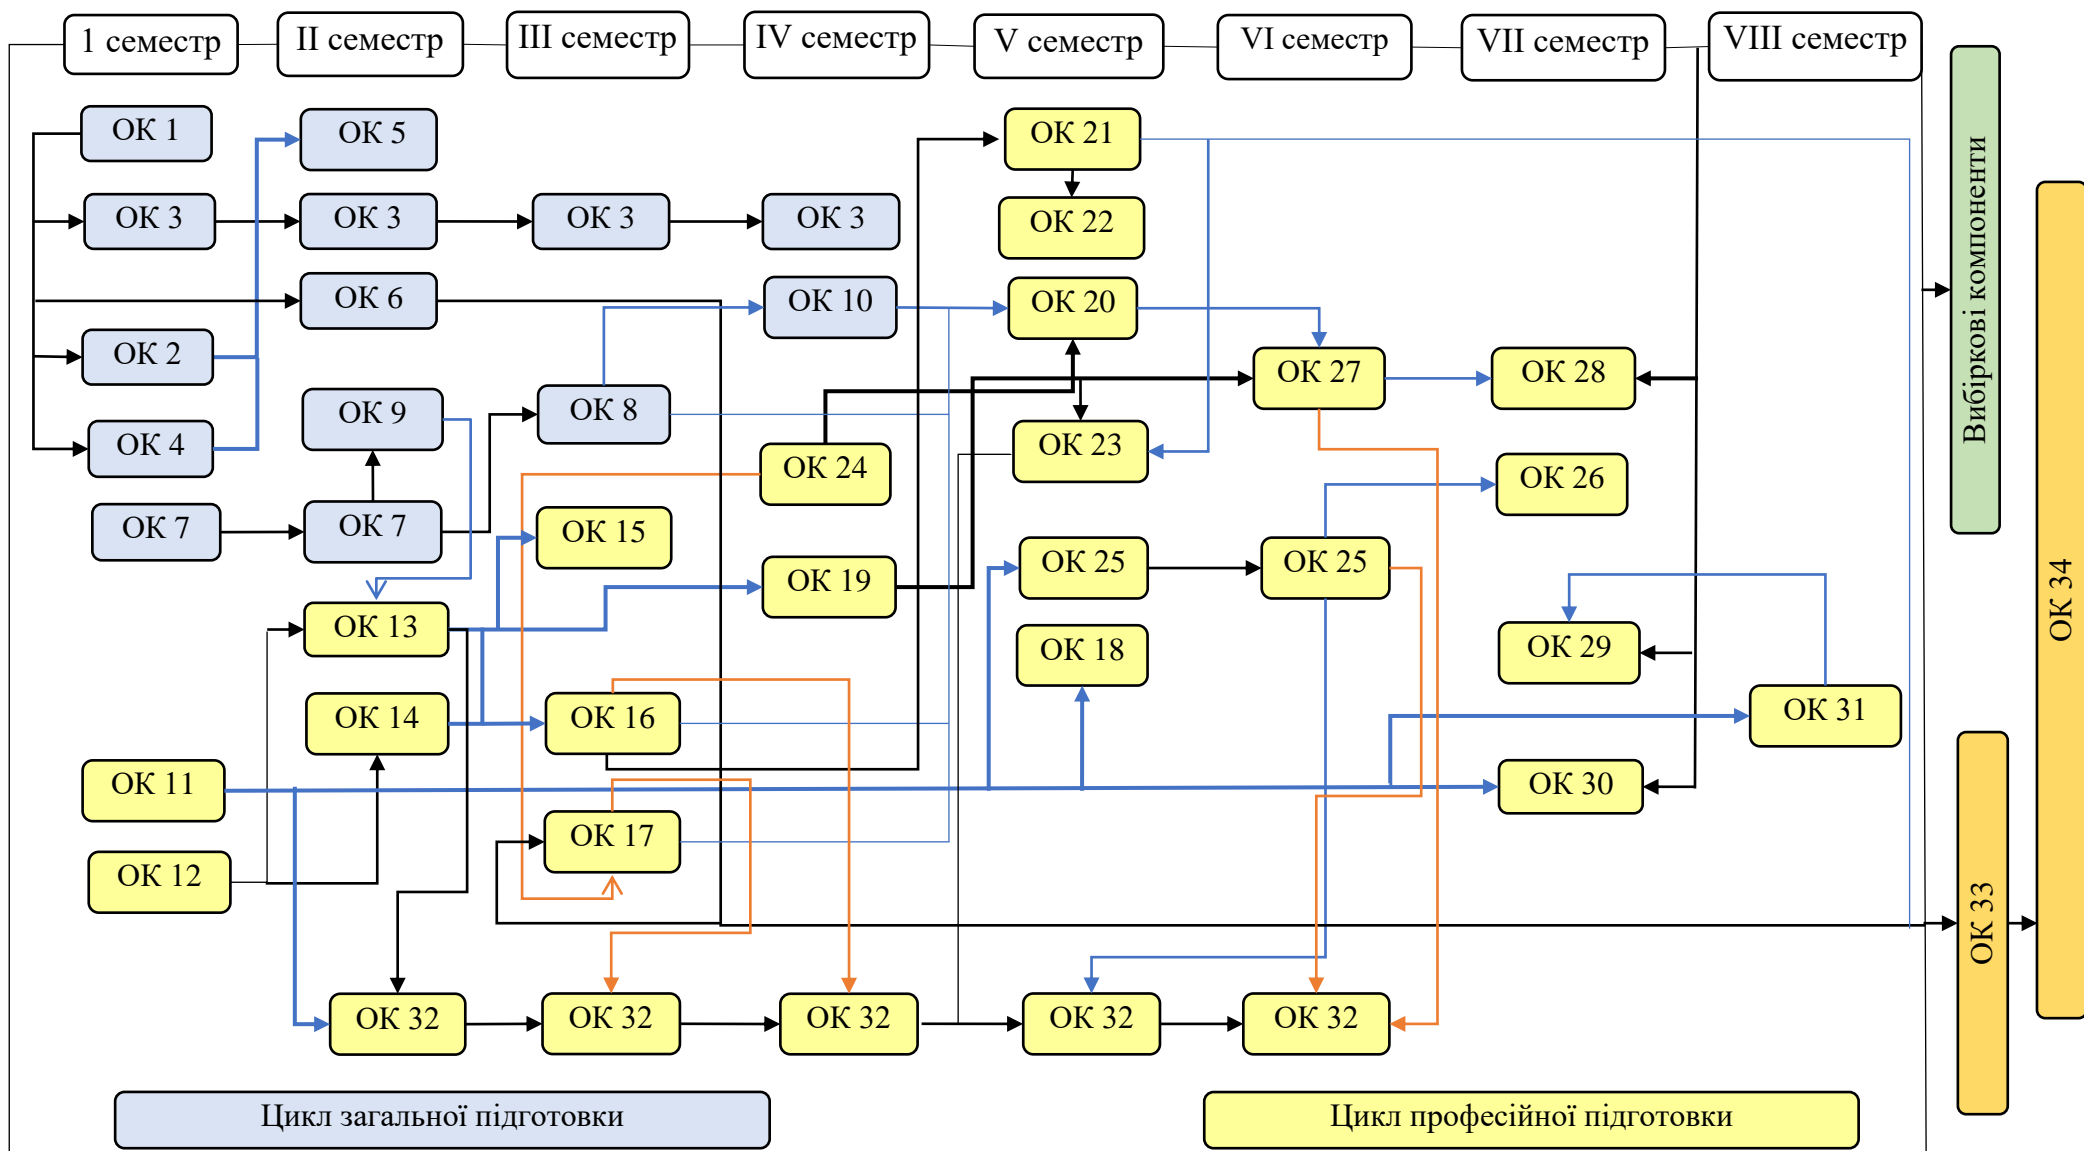 1 семестр
II семестр
III семестр
IV семестр
V семестр
VI семестр
VII семестр
VIII семестр
ОК 1
ОК 5
ОК 21
ОК 3
ОК 3
ОК 3
ОК 3
ОК 22
ОК 6
ОК 10
ОК 20
ОК 2
ОК 27
ОК 28
ОК 9
ОК 8
ОК 4
ОК 24
ОК 23
ОК 26
ОК 7
ОК 7
ОК 15
ОК 19
ОК 25
ОК 25
ОК 13
ОК 18
ОК 29
ОК 14
ОК 16
ОК 31
ОК 11
ОК 30
ОК 17
ОК 12
ОК 32
ОК 32
ОК 32
ОК 32
ОК 32
Вибіркові компоненти
ОК 33
ОК 34
Цикл загальної підготовки
Цикл професійної підготовки